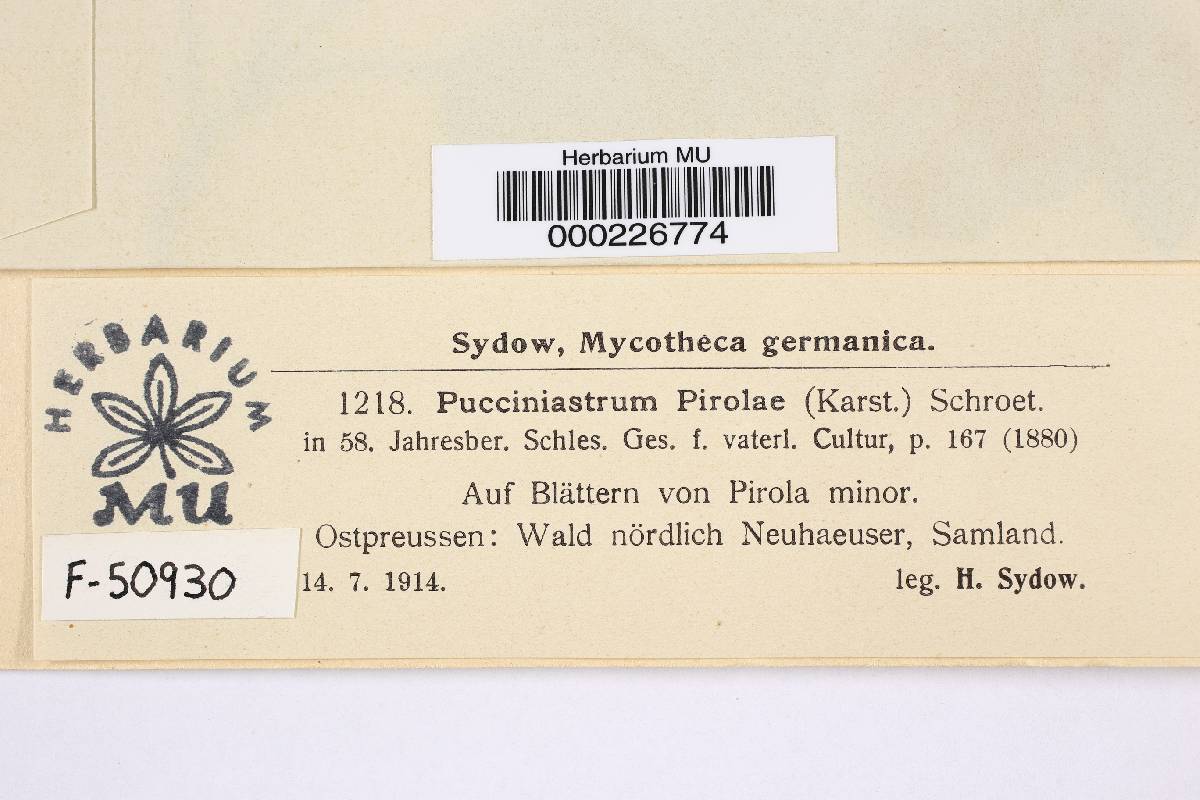 Herbarium MU
000226774
HERBARIUM
MU
F-50930
Sydow, Mycotheca germanica.
1218. Pucciniastrum Pirolae (Karst.) Schroet.
in 58. Jahresber. Schles. Ges. f. vaterl. Cultur, p. 167 (1880)
Auf Blättern von Pirola minor.
Ostpreussen: Wald nördlich Neuhaeuser, Samland.
14. 7. 1914. leg. H. Sydow.